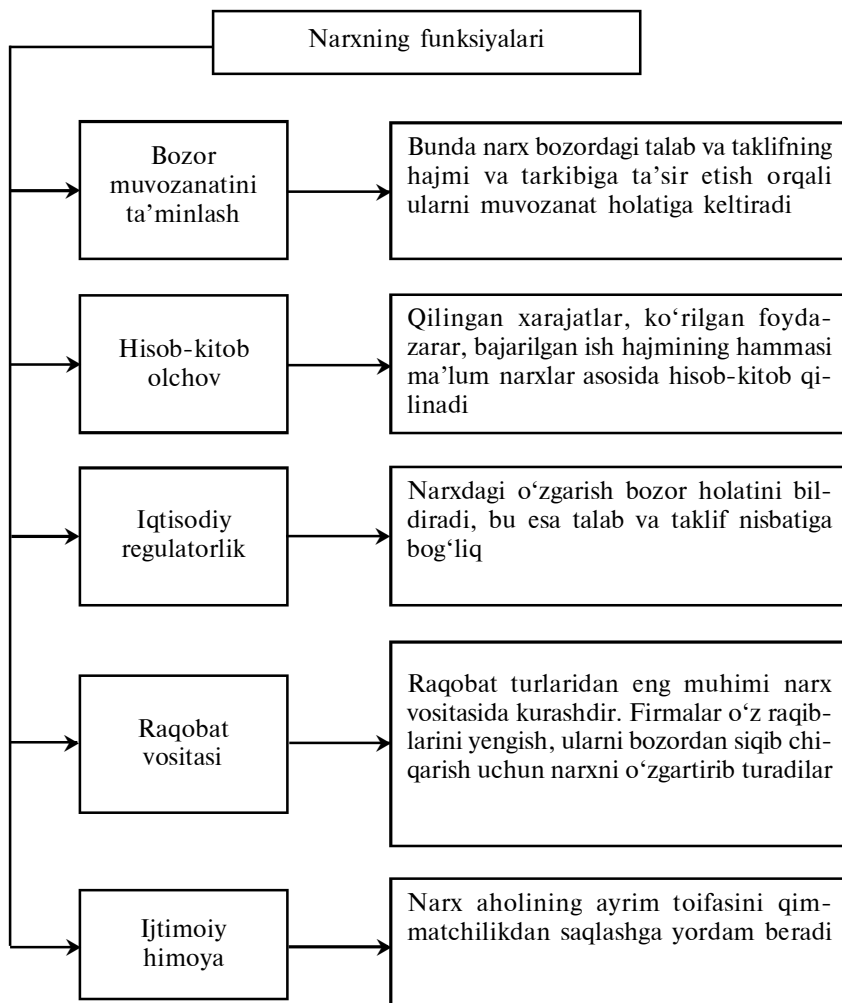 Narxning funksiyalari
Bozor
muvozanatini
ta’minlash
Bunda narx bozordagi talab va taklifning
hajmi va tarkibiga ta’sir etish orqali
ularni muvozanat holatiga keltiradi
Hisob-kitob
olchov
Qilingan xarajatlar, ko‘rilgan foyda-
zarar, bajarilgan ish hajmining hammasi
ma’lum narxlar asosida hisob-kitob qi-
linadi
Iqtisodiy
regulatorlik
Narxdagi o‘zgarish bozor holatini bil-
diradi, bu esa talab va taklif nisbatiga
bog‘liq
Raqobat
vositasi
Raqobat turlaridan eng muhimi narx
vositasida kurashdir. Firmalar o‘z raqib-
larini yengish, ularni bozordan siqib chi-
qarish uchun narxni o‘zgartirib turadilar
Ijtimoiy
himoya
Narx aholining ayrim toifasini qim-
matchilikdan saqlashga yordam beradi